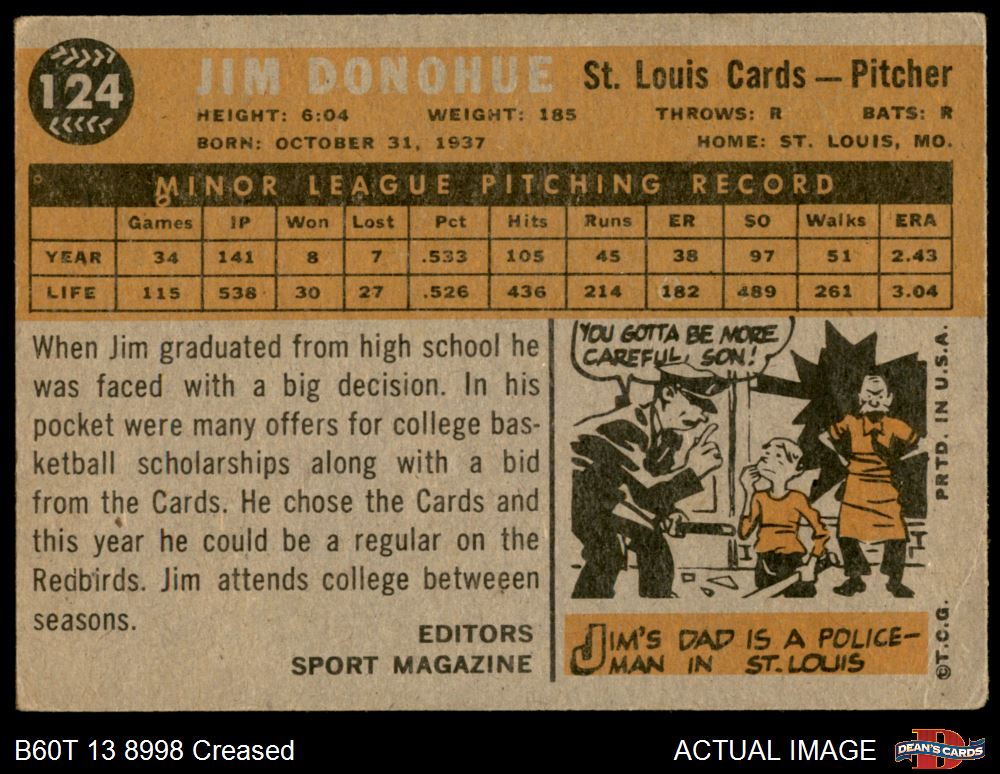 124
JIM DONOHUE St. Louis Cards — Pitcher
HEIGHT: 6:04 WEIGHT: 185 THROWS: R BATS: R
BORN: OCTOBER 31, 1937 HOME: ST. LOUIS, MO.
MINOR LEAGUE PITCHING RECORD
Games IP Won Lost Pct Hits Runs ER SO Walks ERA
YEAR 34 141 8 7 .533 105 45 38 97 51 2.43
LIFE 115 538 30 27 .526 436 214 182 489 261 3.04
When Jim graduated from high school he
was faced with a big decision. In his
pocket were many offers for college bas-
ketball scholarships along with a bid
from the Cards. He chose the Cards and
this year he could be a regular on the
Redbirds. Jim attends college betweeen
seasons.
EDITORS
SPORT MAGAZINE
YOU GOTTA BE MORE
CAREFUL, SON!
JIM'S DAD IS A POLICE-
MAN IN ST. LOUIS
PRTD. IN U.S.A.
©T.C.G.
B60T 13 8998 Creased
ACTUAL IMAGE
DEAN'S CARDS